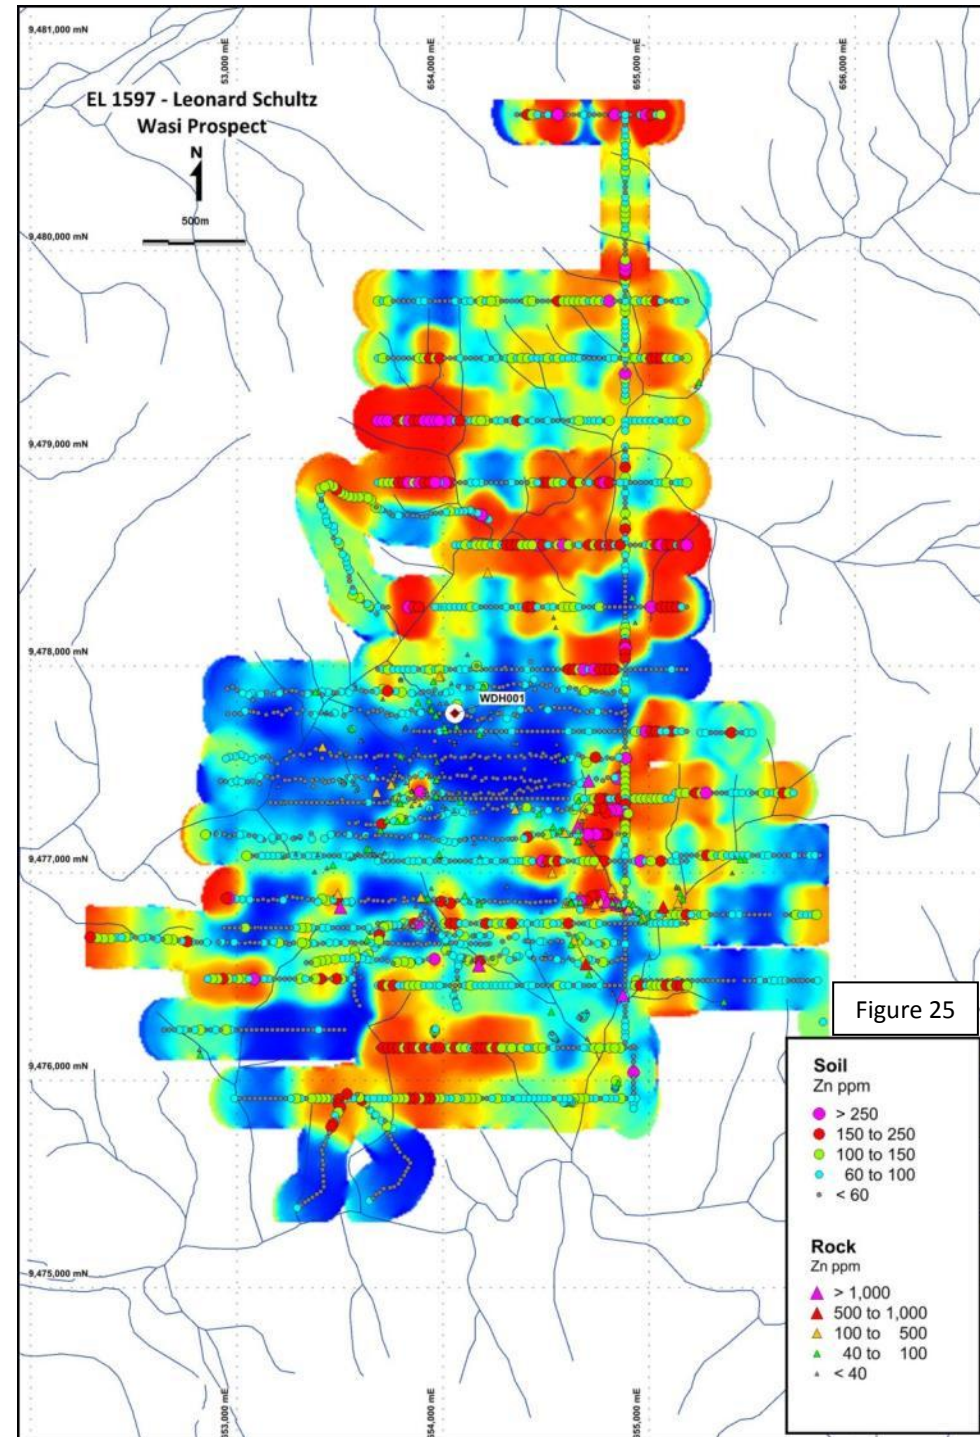 9,481,000 mN
53,000 mE
654,000 mE
655,000 mE
656,000 mE
EL 1597 - Leonard Schultz
Wasi Prospect
N
500m
9,480,000 mN
9,479,000 mN
9,478,000 mN
WDH001
9,477,000 mN
Figure 25
9,476,000 mN
Soil
Zn ppm
> 250
150 to 250
100 to 150
60 to 100
< 60
Rock
Zn ppm
> 1,000
500 to 1,000
100 to 500
40 to 100
< 40
9,475,000 mN
653,000 mE
654,000 mE
655,000 mE
656,000 mE